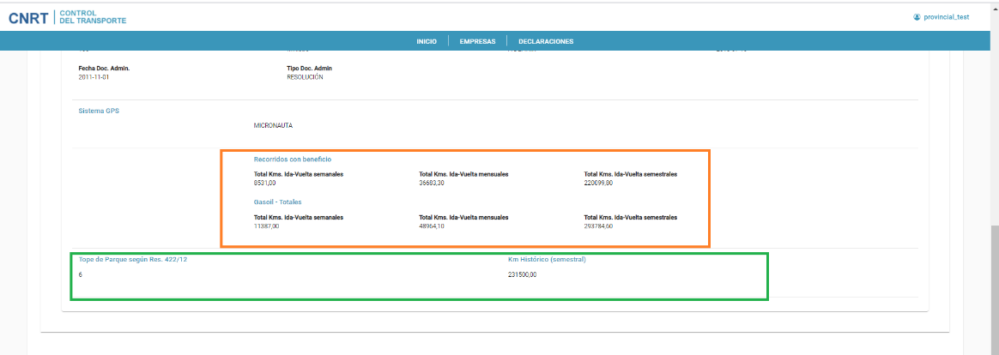 CNRT CONTROL
DEL TRANSPORTE
provincial_test
INICIO EMPRESAS DECLARACIONES
Fecha Doc. Admin. Tipo Doc. Admin
2011-11-01 RESOLUCIÓN
Sistema GPS
MICRONAUTA
Recorridos con beneficio
Total Kms. Ida-Vuelta semanales Total Kms. Ida-Vuelta mensuales Total Kms. Ida-Vuelta semestrales
8531,00 36683,30 220099,80
Gasoil - Totales
Total Kms. Ida-Vuelta semanales Total Kms. Ida-Vuelta mensuales Total Kms. Ida-Vuelta semestrales
11387,00 48964,10 293784,60
Tope de Parque según Res. 422/12 Km Histórico (semestral)
6 231500,00